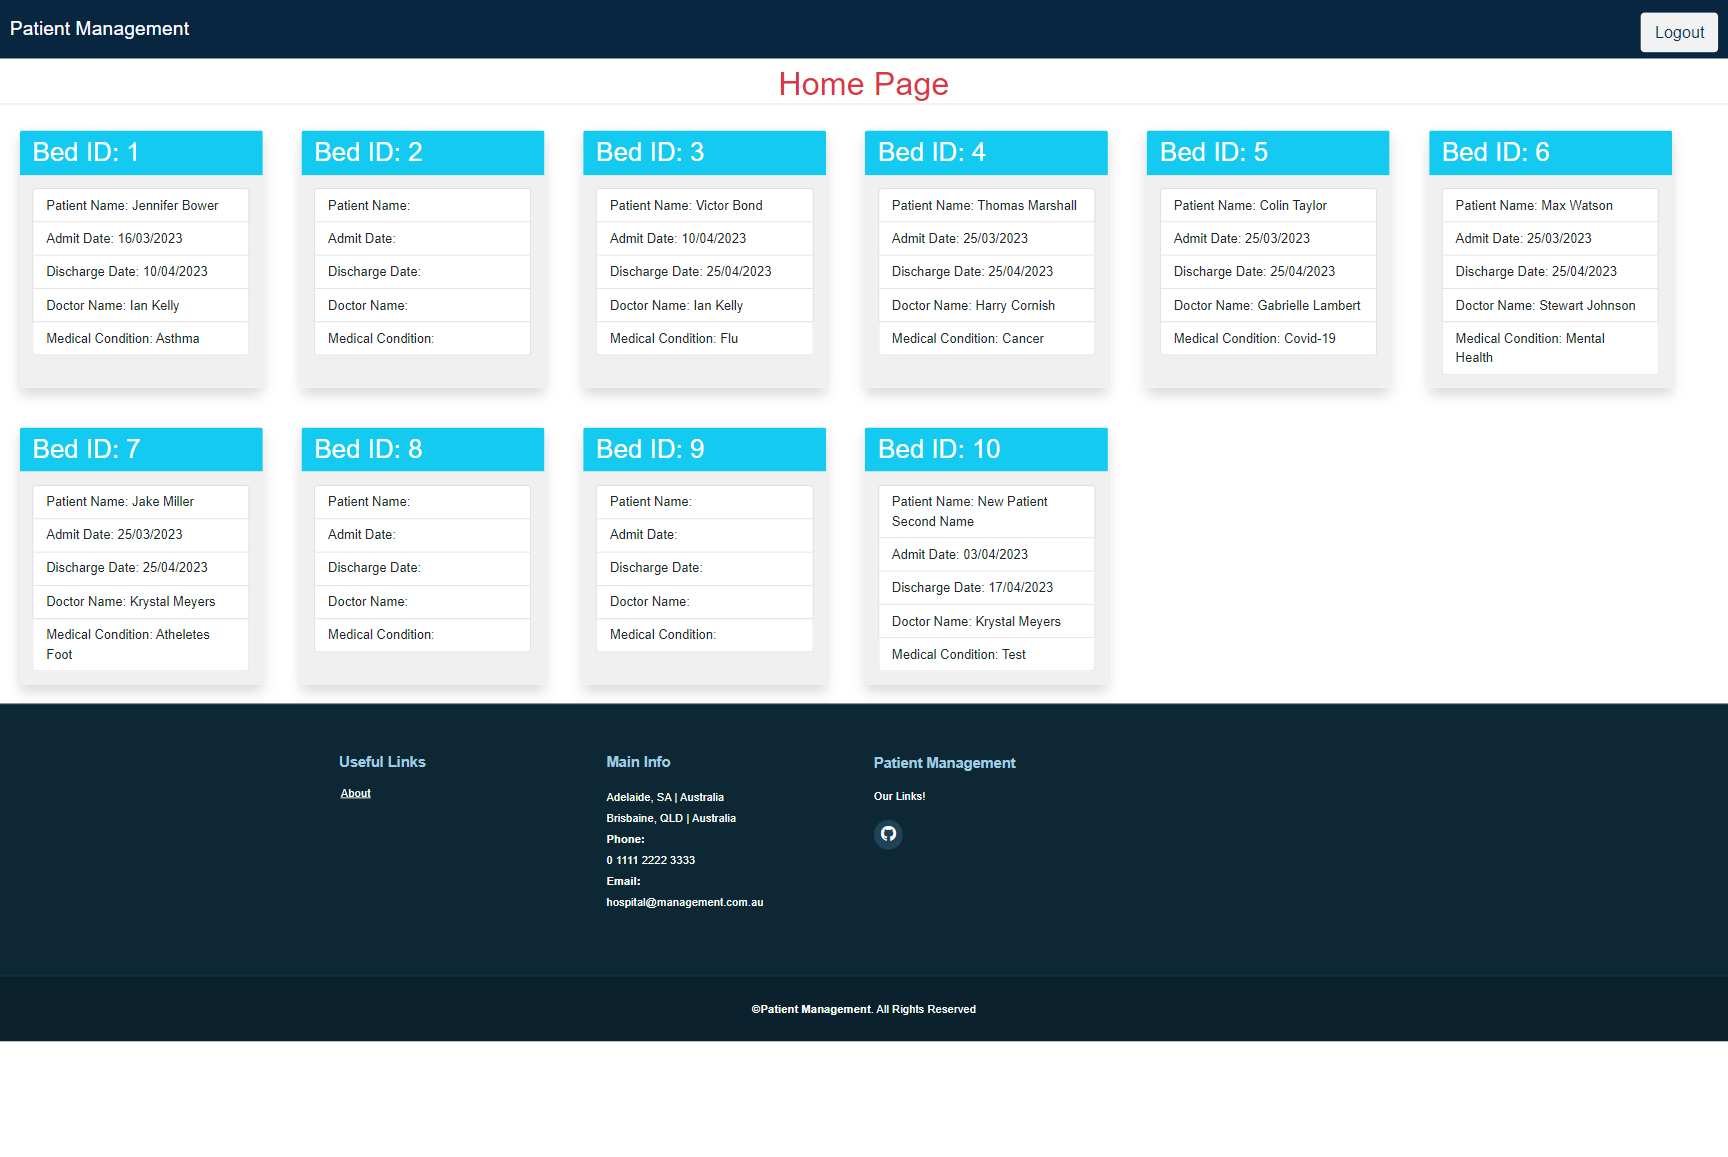 Patient Management
Logout
Home Page
Bed ID: 1
Patient Name: Jennifer Bower
Admit Date: 16/03/2023
Discharge Date: 10/04/2023
Doctor Name: Ian Kelly
Medical Condition: Asthma
Bed ID: 2
Patient Name:
Admit Date:
Discharge Date:
Doctor Name:
Medical Condition:
Bed ID: 3
Patient Name: Victor Bond
Admit Date: 10/04/2023
Discharge Date: 25/04/2023
Doctor Name: Ian Kelly
Medical Condition: Flu
Bed ID: 4
Patient Name: Thomas Marshall
Admit Date: 25/03/2023
Discharge Date: 25/04/2023
Doctor Name: Harry Cornish
Medical Condition: Cancer
Bed ID: 5
Patient Name: Colin Taylor
Admit Date: 25/03/2023
Discharge Date: 25/04/2023
Doctor Name: Gabrielle Lambert
Medical Condition: Covid-19
Bed ID: 6
Patient Name: Max Watson
Admit Date: 25/03/2023
Discharge Date: 25/04/2023
Doctor Name: Stewart Johnson
Medical Condition: Mental
Health
Bed ID: 7
Patient Name: Jake Miller
Admit Date: 25/03/2023
Discharge Date: 25/04/2023
Doctor Name: Krystal Meyers
Medical Condition: Atheletes
Foot
Bed ID: 8
Patient Name:
Admit Date:
Discharge Date:
Doctor Name:
Medical Condition:
Bed ID: 9
Patient Name:
Admit Date:
Discharge Date:
Doctor Name:
Medical Condition:
Bed ID: 10
Patient Name: New Patient
Second Name
Admit Date: 03/04/2023
Discharge Date: 17/04/2023
Doctor Name: Krystal Meyers
Medical Condition: Test
Useful Links
About
Main Info
Adelaide, SA | Australia
Brisbaine, QLD | Australia
Phone:
0 1111 2222 3333
Email:
hospital@management.com.au
Patient Management
Our Links!
©Patient Management. All Rights Reserved